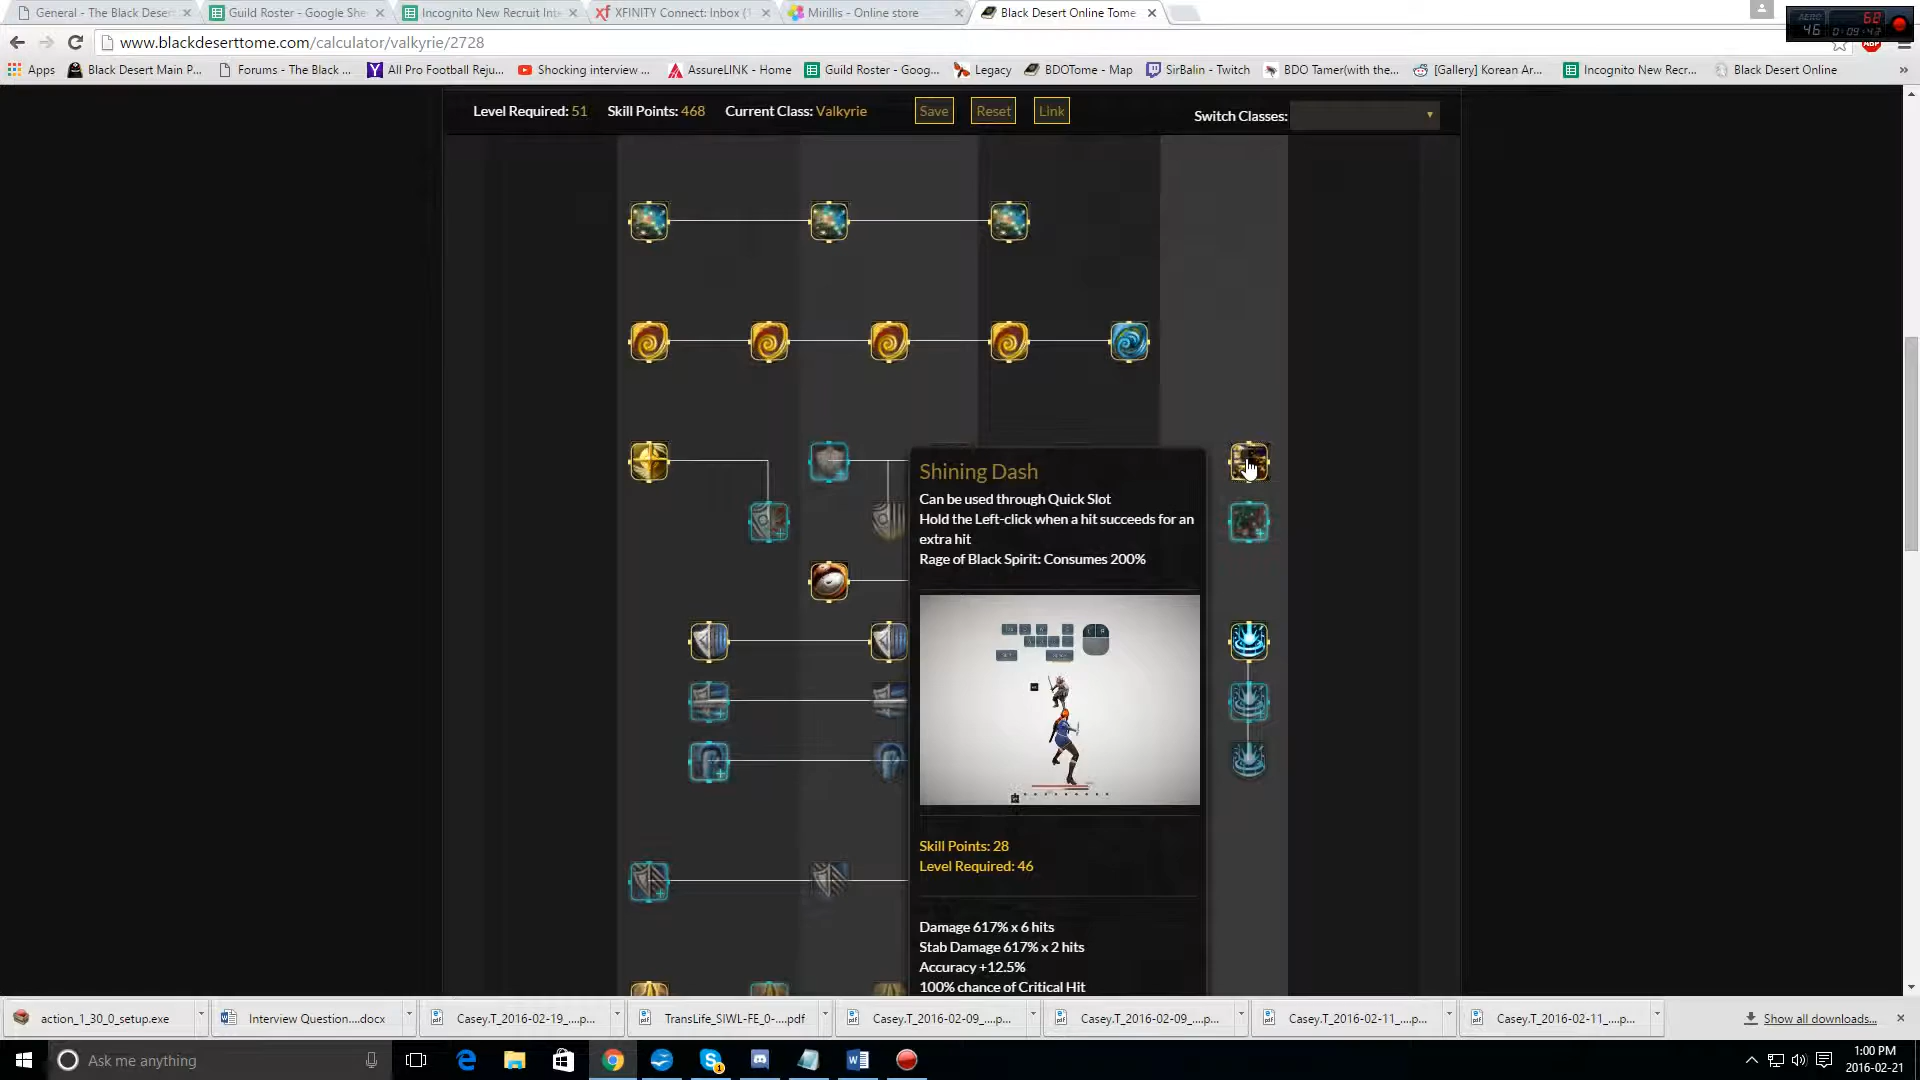 General - The Black Desert
Guild Roster - Google She
Incognito New Recruit Int
XFINITY Connect: Inbox (
Mirillis - Online store
Black Desert Online Tome
46
68
0:09:42
www.blackdeserttome.com/calculator/valkyrie/2728
ABP
Apps
Black Desert Main P...
Forums - The Black ...
All Pro Football Reju...
Shocking interview ...
AssureLINK - Home
Guild Roster - Goog...
Legacy
BDOTome - Map
SirBalin - Twitch
BDO Tamer(with the...
[Gallery] Korean Ar...
Incognito New Recr...
Black Desert Online
»
Level Required: 51
Skill Points: 468
Current Class: Valkyrie
Save
Reset
Link
Switch Classes:
Shining Dash
Can be used through Quick Slot
Hold the Left-click when a hit succeeds for an
extra hit
Rage of Black Spirit: Consumes 200%
Skill Points: 28
Level Required: 46
Damage 617% x 6 hits
Stab Damage 617% x 2 hits
Accuracy +12.5%
100% chance of Critical Hit
action_1_30_0_setup.exe
Interview Question....docx
Casey.T_2016-02-19_....p...
TransLife_SIWL-FE_0-....pdf
Casey.T_2016-02-09_....p...
Casey.T_2016-02-09_....p...
Casey.T_2016-02-11_....p...
Casey.T_2016-02-11_....p...
Show all downloads...
Ask me anything
1:00 PM
2016-02-21